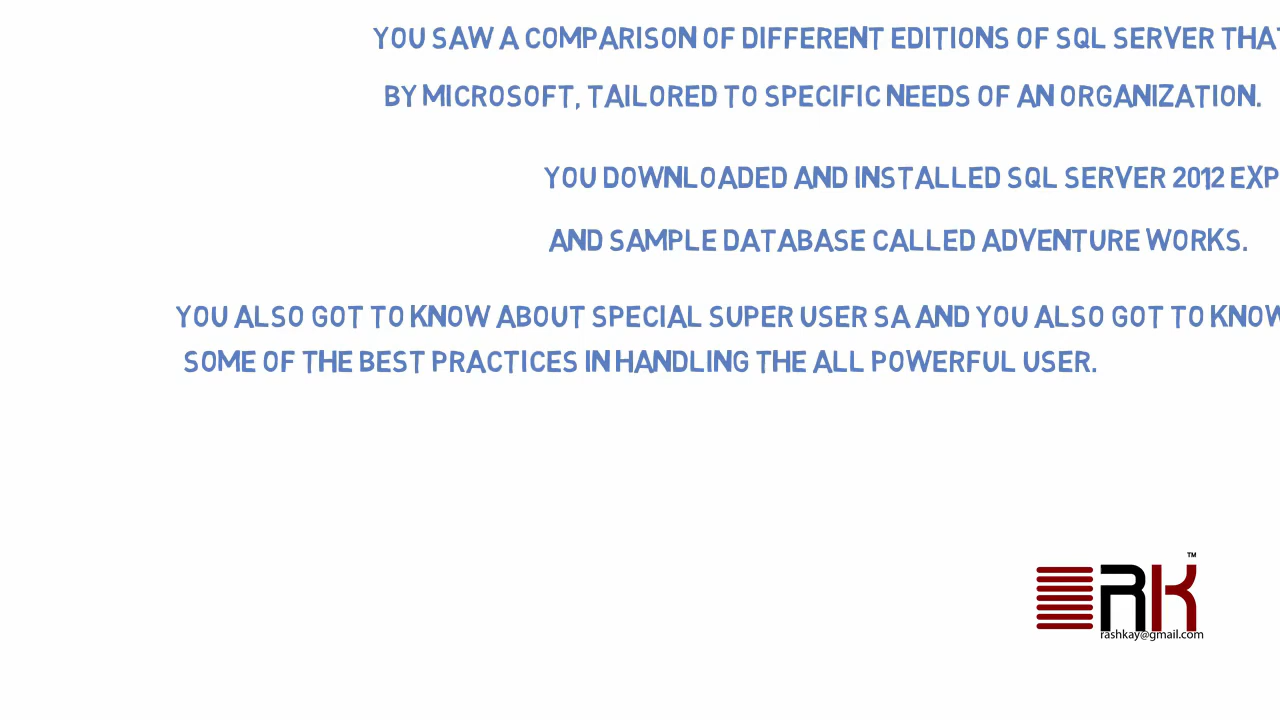 YOU SAW A COMPARISON OF DIFFERENT EDITIONS OF SQL SERVER THAT
BY MICROSOFT, TAILORED TO SPECIFIC NEEDS OF AN ORGANIZATION.
YOU DOWNLOADED AND INSTALLED SQL SERVER 2012 EXP
AND SAMPLE DATABASE CALLED ADVENTURE WORKS.
YOU ALSO GOT TO KNOW ABOUT SPECIAL SUPER USER SA AND YOU ALSO GOT TO KNOW
SOME OF THE BEST PRACTICES IN HANDLING THE ALL POWERFUL USER.
RK™
rashkay@gmail.com